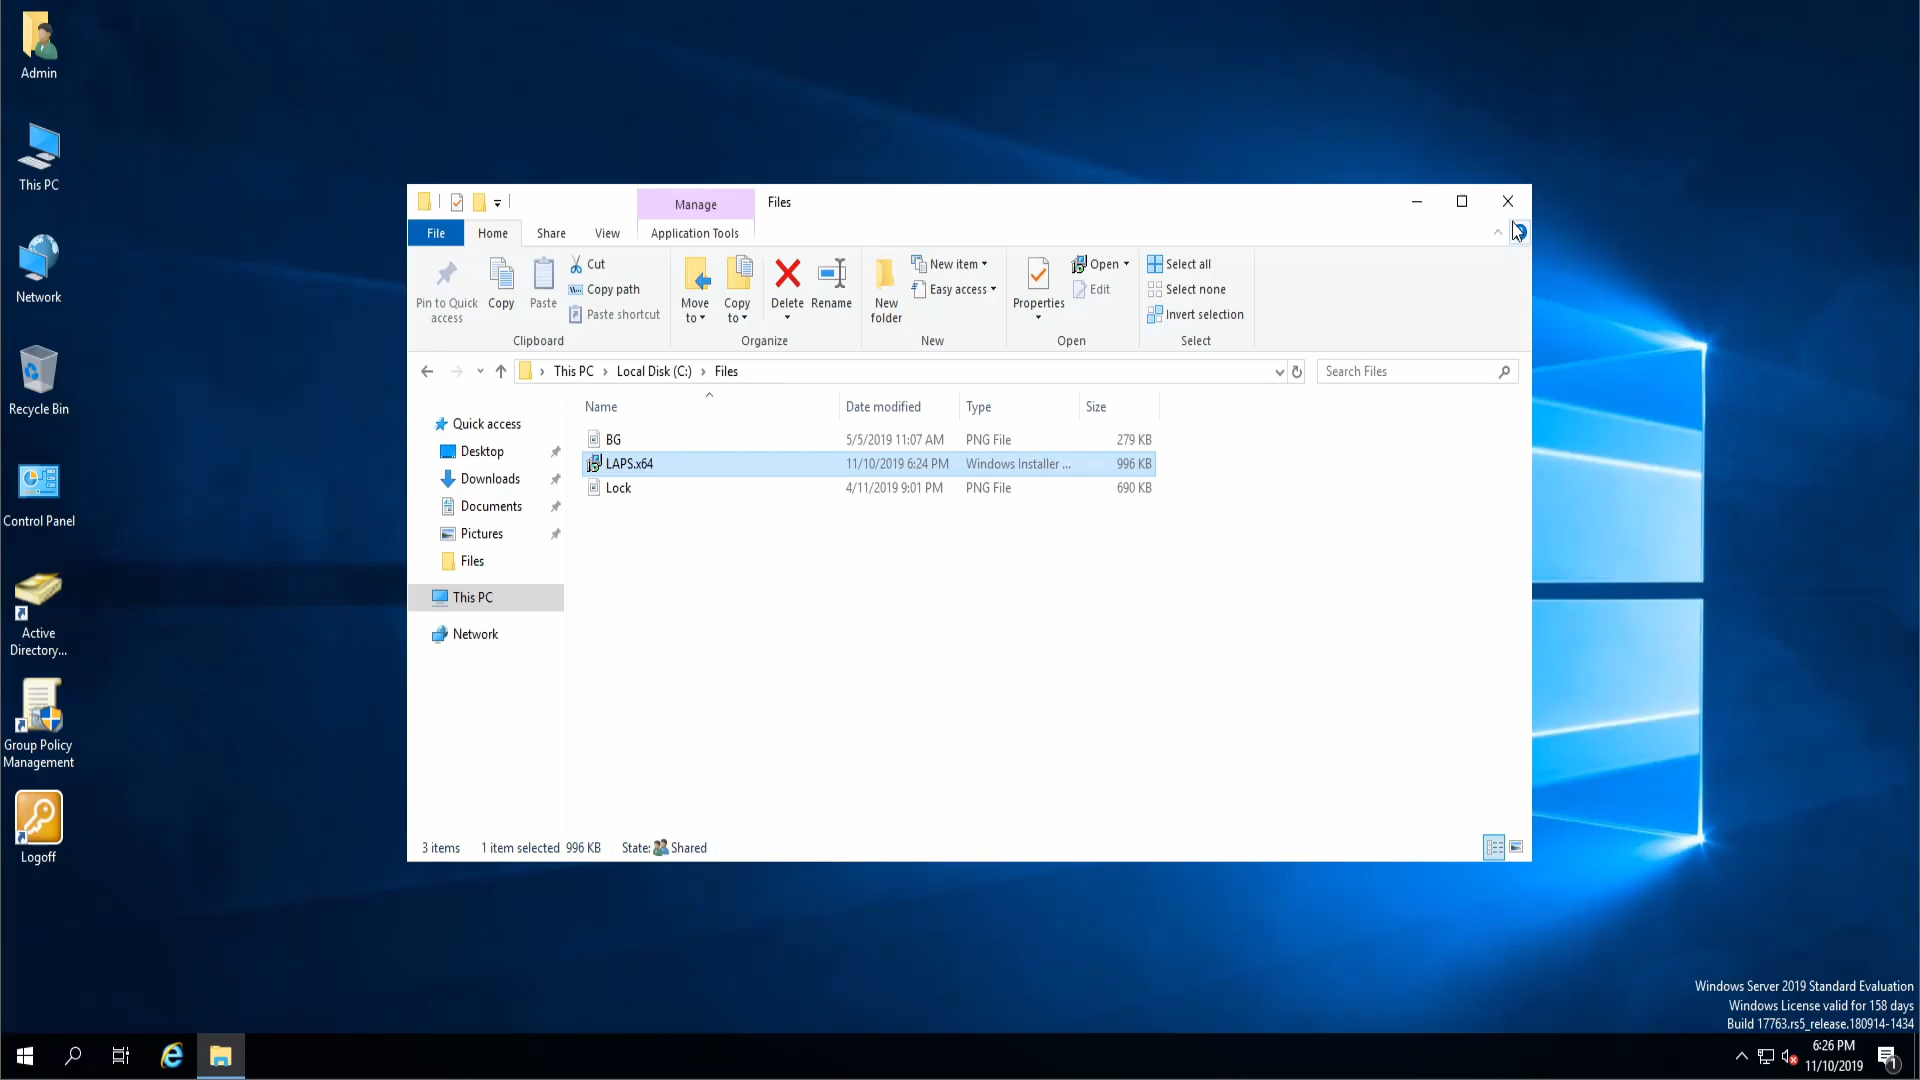 Admin
This PC
Network
Recycle Bin
Control Panel
Active
Directory...
Group Policy
Management
Logoff
Manage
Files
File
Home
Share
View
Application Tools
Pin to Quick
access
Copy
Paste
Cut
Copy path
Paste shortcut
Clipboard
Move
to
Copy
to
Delete
Rename
Organize
New
folder
New item
Easy access
New
Properties
Open
Edit
Open
Select all
Select none
Invert selection
Select
This PC
Local Disk (C:)
Files
Search Files
Quick access
Desktop
Downloads
Documents
Pictures
Files
This PC
Network
Name Date modified Type Size
BG 5/5/2019 11:07 AM PNG File 279 KB
LAPS.x64 11/10/2019 6:24 PM Windows Installer ... 996 KB
Lock 4/11/2019 9:01 PM PNG File 690 KB
3 items 1 item selected 996 KB State: Shared
Windows Server 2019 Standard Evaluation
Windows License valid for 158 days
Build 17763.rs5_release.180914-1434
6:26 PM
11/10/2019
1